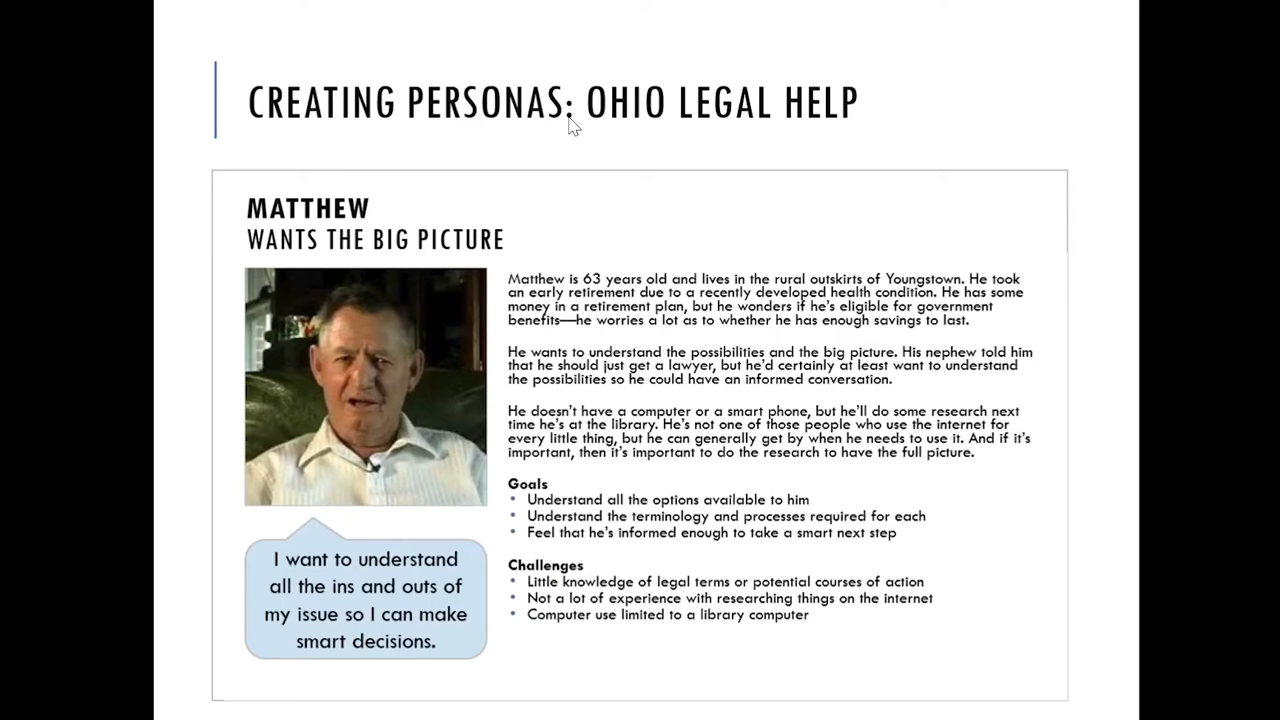 CREATING PERSONAS: OHIO LEGAL HELP
MATTHEW
WANTS THE BIG PICTURE
Matthew is 63 years old and lives in the rural outskirts of Youngstown. He took
an early retirement due to a recently developed health condition. He has some
money in a retirement plan, but he wonders if he's eligible for government
benefits—he worries a lot as to whether he has enough savings to last.
He wants to understand the possibilities and the big picture. His nephew told him
that he should just get a lawyer, but he'd certainly at least want to understand
the possibilities so he could have an informed conversation.
He doesn't have a computer or a smart phone, but he'll do some research next
time he's at the library. He's not one of those people who use the internet for
every little thing, but he can generally get by when he needs to use it. And if it's
important, then it's important to do the research to have the full picture.
Goals
• Understand all the options available to him
• Understand the terminology and processes required for each
• Feel that he's informed enough to take a smart next step
Challenges
• Little knowledge of legal terms or potential courses of action
• Not a lot of experience with researching things on the internet
• Computer use limited to a library computer
I want to understand
all the ins and outs of
my issue so I can make
smart decisions.